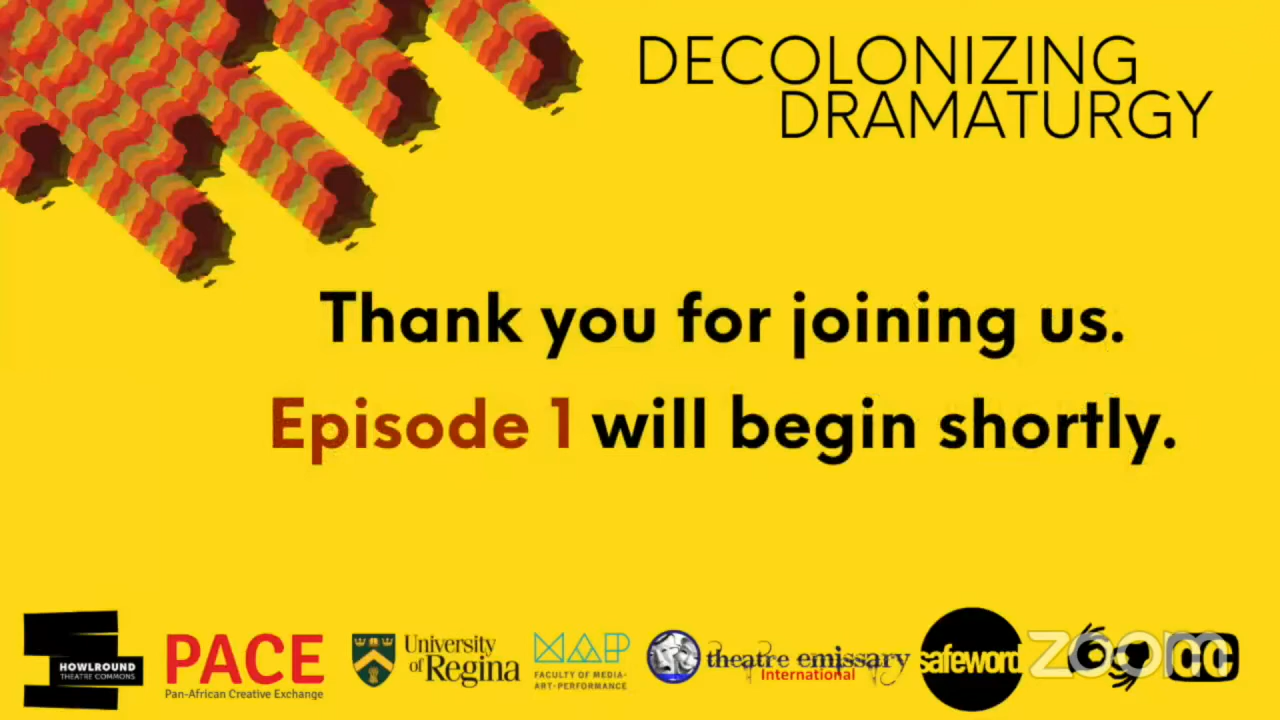 DECOLONIZING
DRAMATURGY
Thank you for joining us.
Episode 1 will begin shortly.
HOWLROUND
THEATRE COMMONS
PACE
Pan-African Creative Exchange
University
of Regina
MAP
FACULTY OF MEDIA-
ART-PERFORMANCE
theatre emissary
International
safeword
zoom
CC